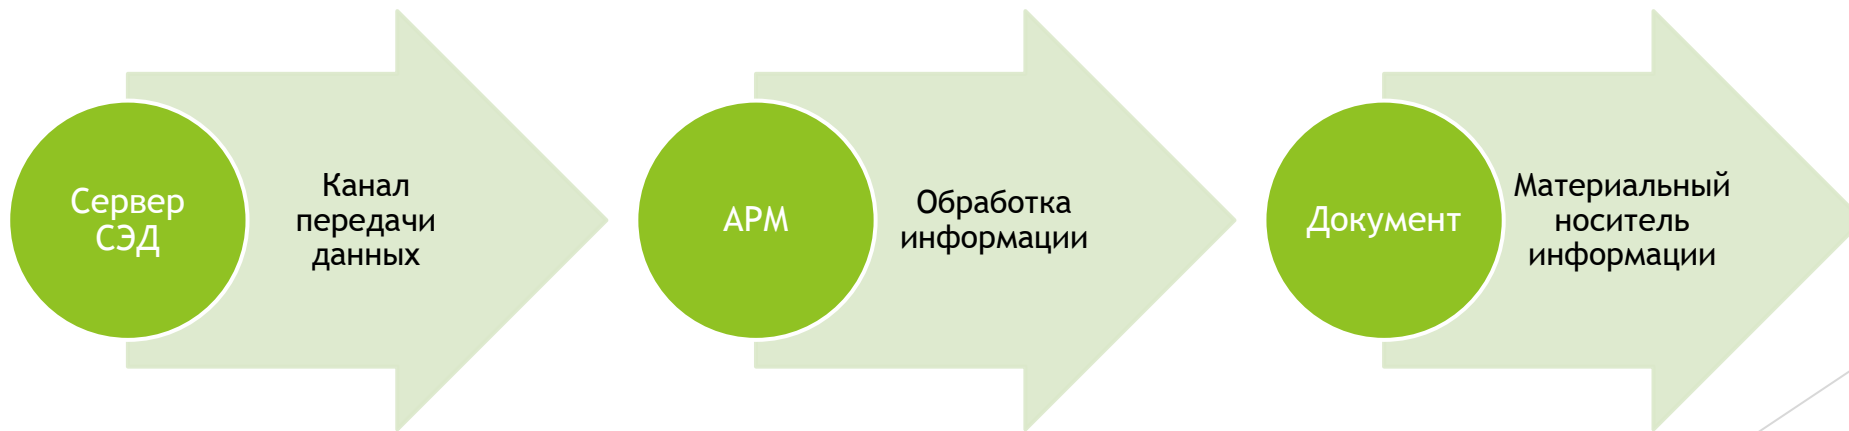 Сервер
СЭД
Канал
передачи
данных
АРМ
Обработка
информации
Документ
Материальный
носитель
информации